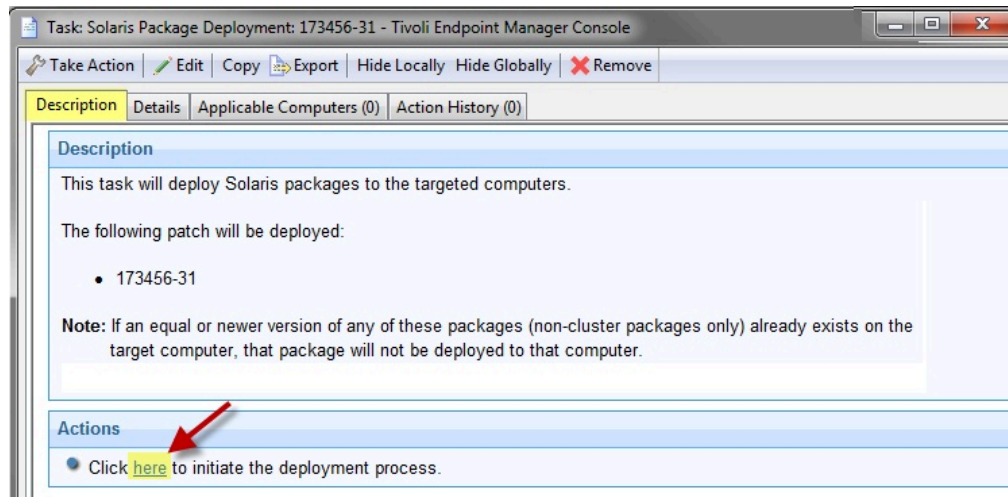 Task: Solaris Package Deployment: 173456-31 - Tivoli Endpoint Manager Console
Take Action Edit Copy Export Hide Locally Hide Globally Remove
Description Details Applicable Computers (0) Action History (0)
Description
This task will deploy Solaris packages to the targeted computers.
The following patch will be deployed:
• 173456-31
Note: If an equal or newer version of any of these packages (non-cluster packages only) already exists on the
target computer, that package will not be deployed to that computer.
Actions
Click here to initiate the deployment process.